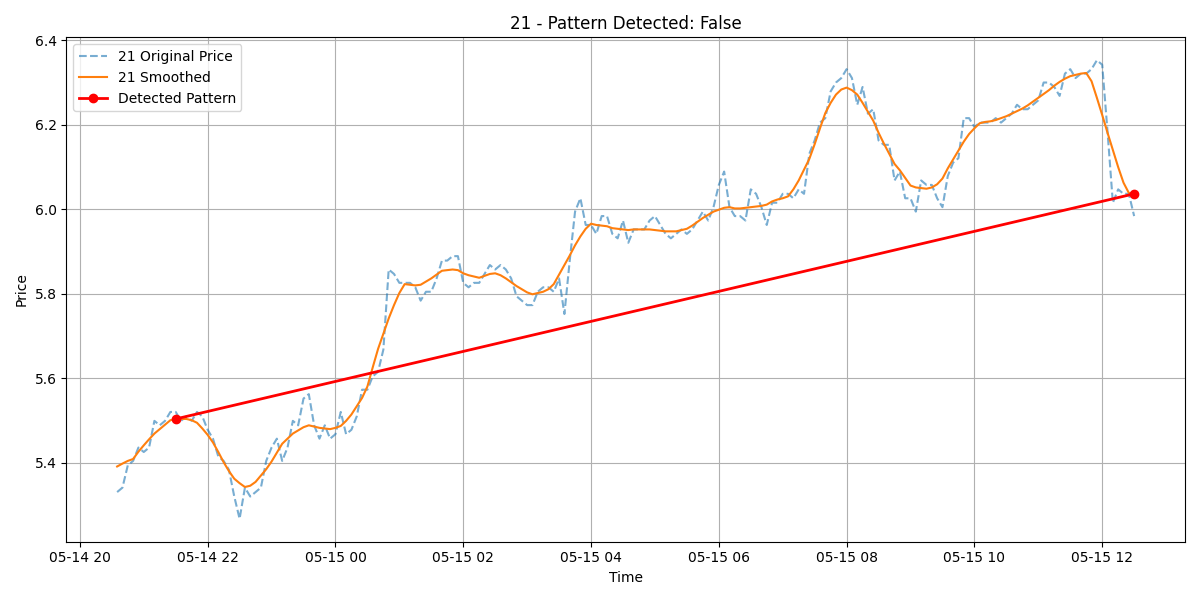 21 - Pattern Detected: False
21 Original Price
21 Smoothed
Detected Pattern
6.4
6.2
6.0
5.8
5.6
5.4
Price
05-14 20 05-14 22 05-15 00 05-15 02 05-15 04 05-15 06 05-15 08 05-15 10 05-15 12
Time